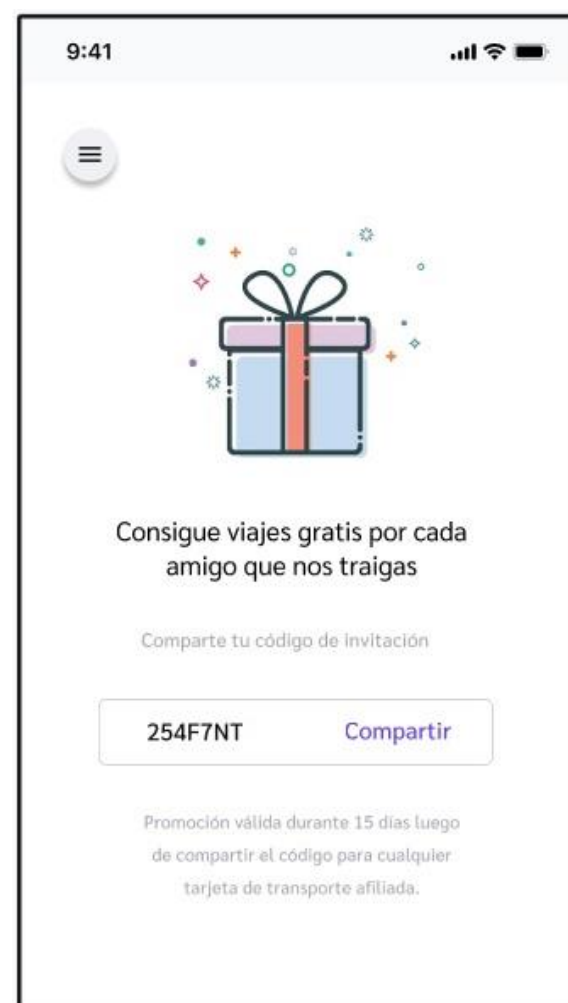 9:41
Consigue viajes gratis por cada
amigo que nos traigas
Comparte tu código de invitación
254F7NT Compartir
Promoción válida durante 15 días luego
de compartir el código para cualquier
tarjeta de transporte afiliada.